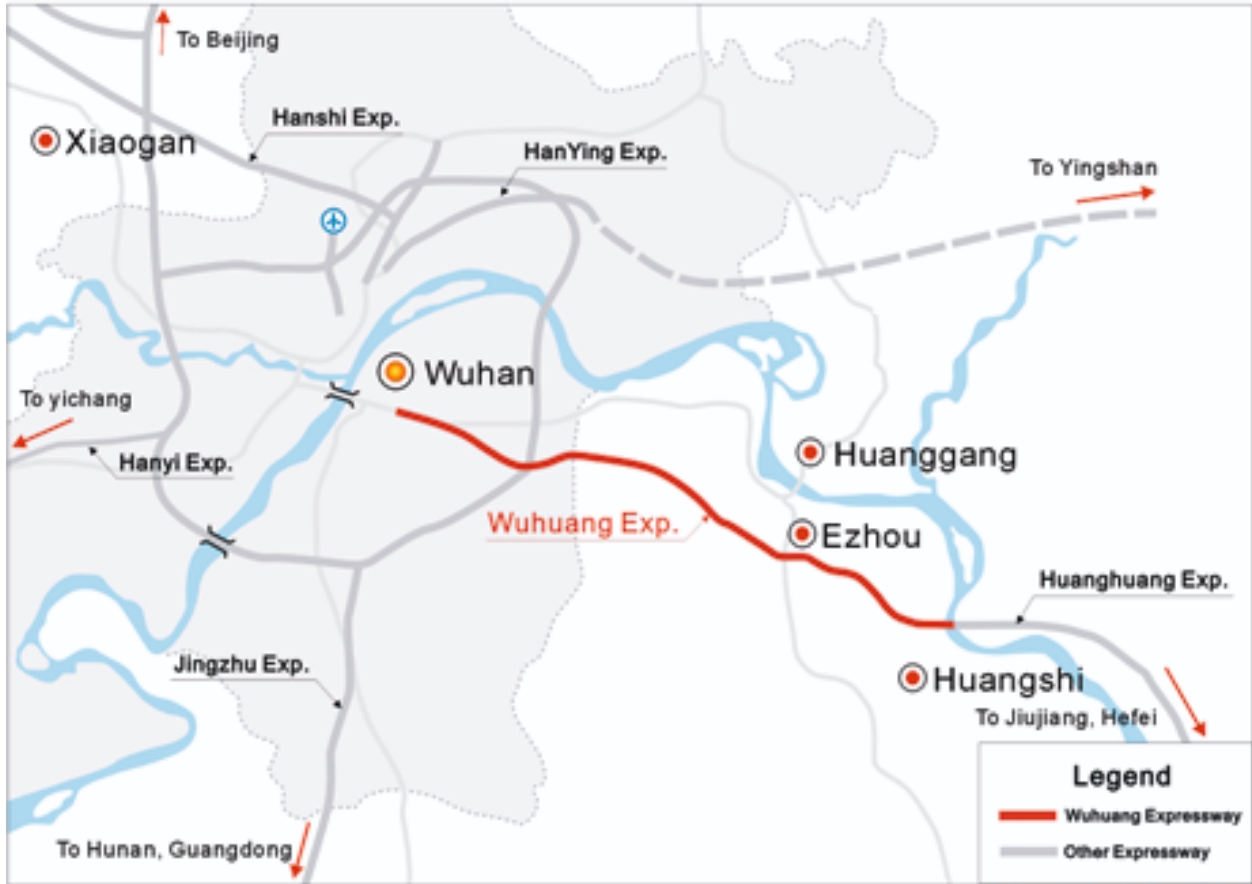 To Beijing
Hanshi Exp.
Xiaogan
HanYing Exp.
To Yingshan
Wuhan
To yichang
Hanyi Exp.
Huanggang
Wuhuang Exp.
Ezhou
Huanghuang Exp.
Jingzhu Exp.
Huangshi
To Jiujiang, Hefei
To Hunan, Guangdong
Legend
Wuhuang Expressway
Other Expressway